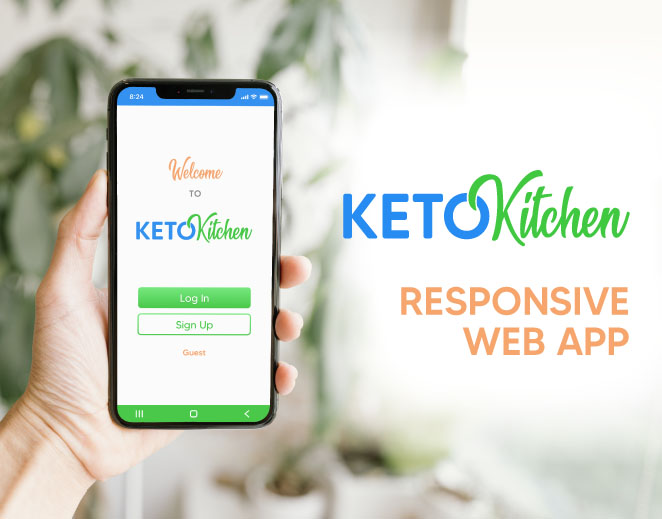 8:24
Welcome
TO
KETOKitchen
Log In
Sign Up
Guest
KETOKitchen
RESPONSIVE
WEB APP